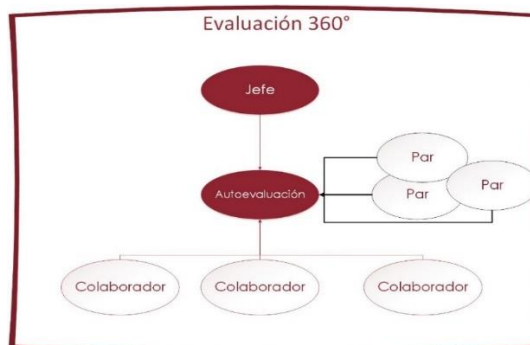 Evaluación 360°
Jefe
Par
Par
Par
Autoevaluación
Colaborador
Colaborador
Colaborador